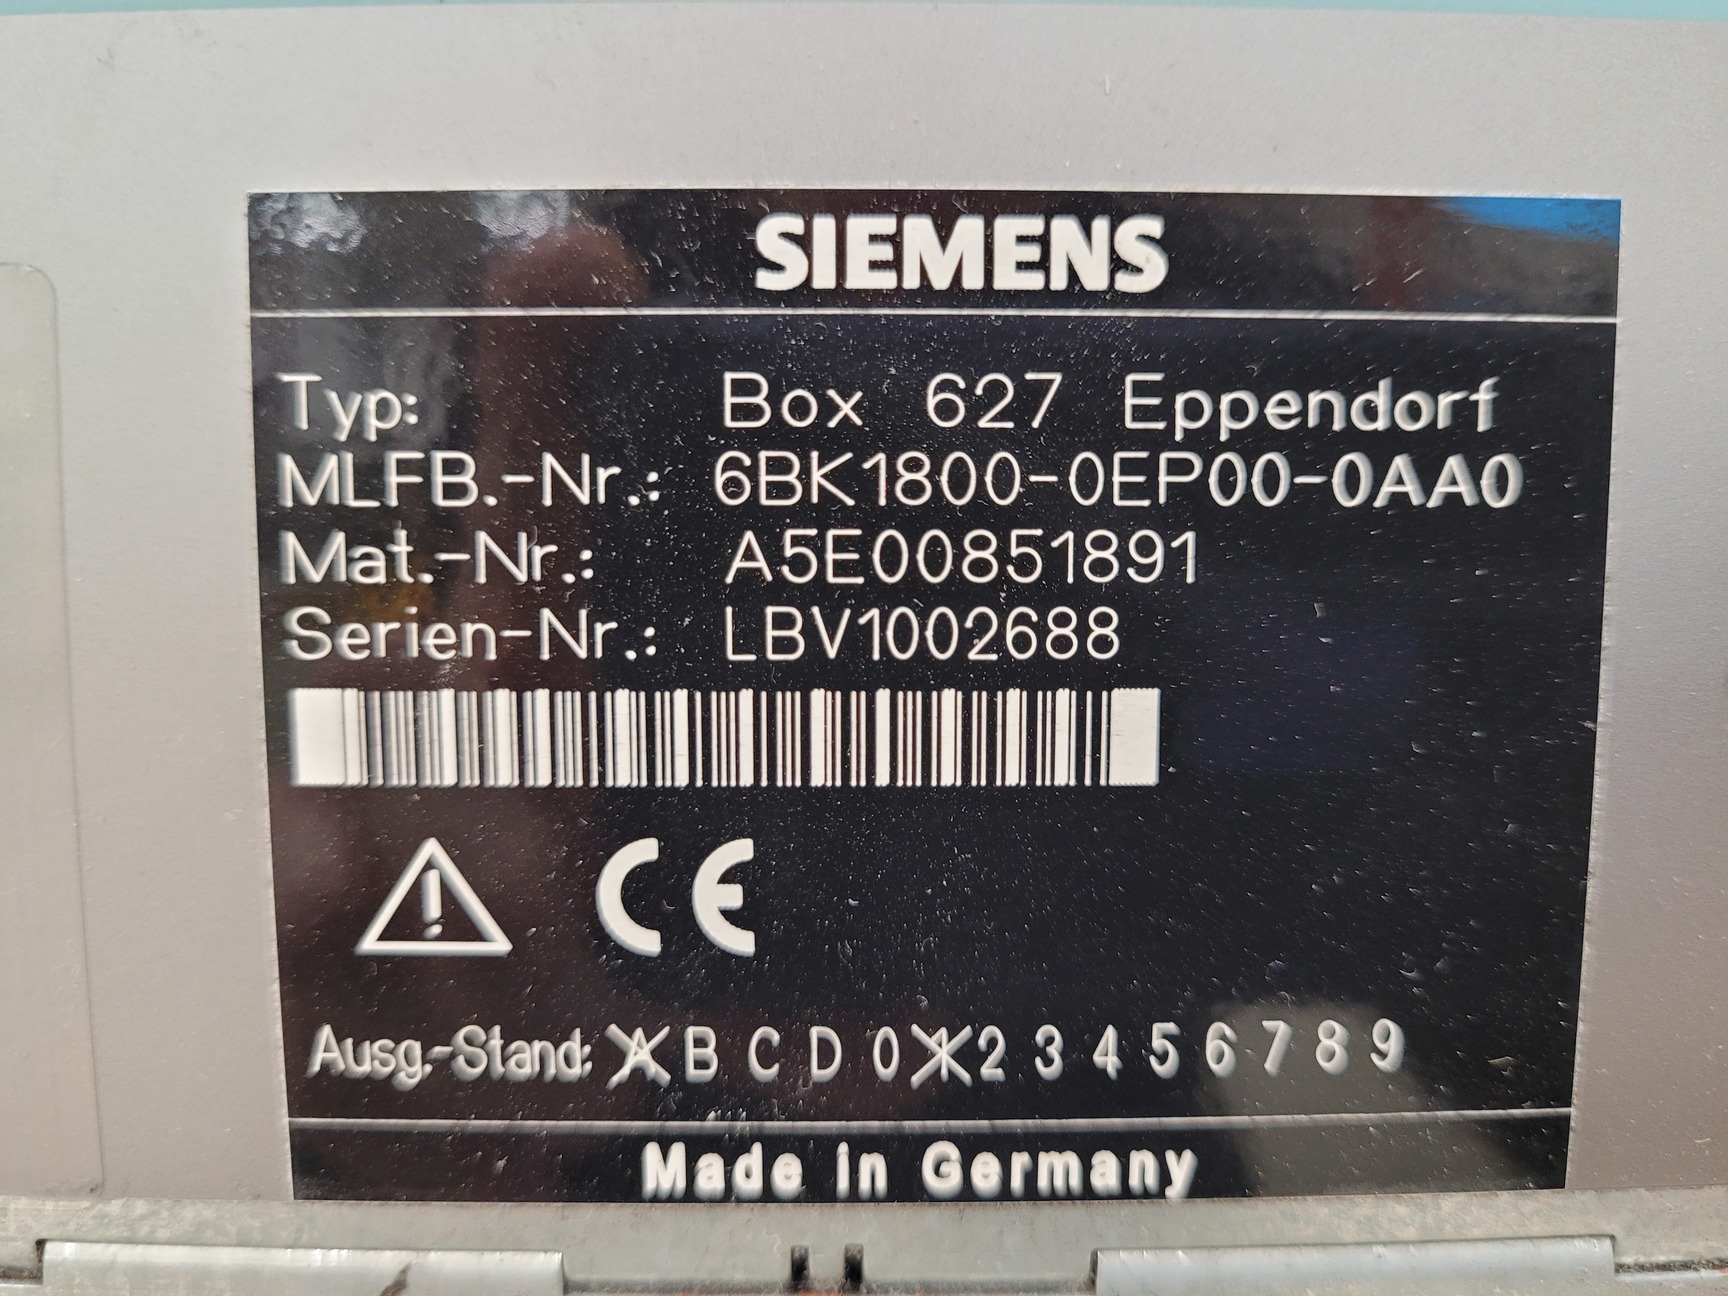 SIEMENS
Typ: Box 627 Eppendorf
MLFB.-Nr.: 6BK1800-0EP00-0AA0
Mat.-Nr.: A5E00851891
Serien-Nr.: LBV1002688
CE
Ausg.-Stand: A B C D 0 1 2 3 4 5 6 7 8 9
Made in Germany